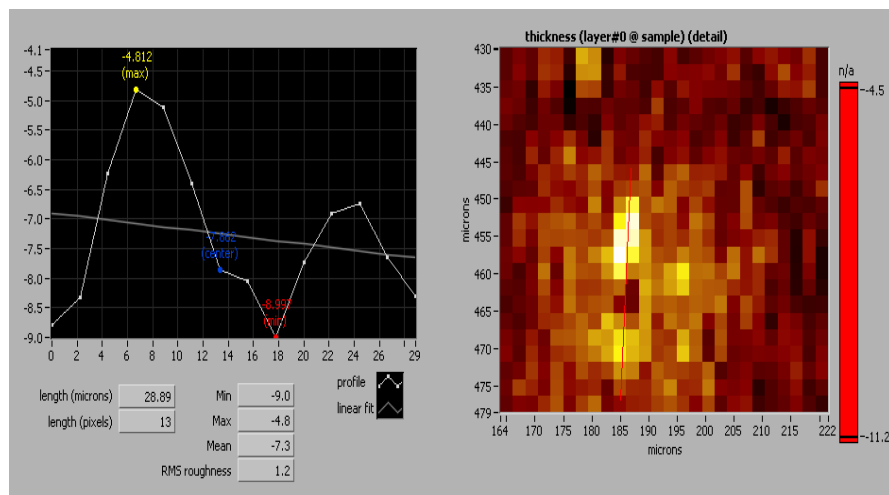 thickness (layer#0 @ sample) (detail)
-4.1
-4.5
-5.0
-5.5
-6.0
-6.5
-7.0
-7.5
-8.0
-8.5
-9.0
-4.812
(max)
-7.862
(center)
-8.997
(min)
0 2 4 6 8 10 12 14 16 18 20 22 24 26 29
length (microns) 28.89
length (pixels) 13
Min -9.0
Max -4.8
Mean -7.3
RMS roughness 1.2
profile
linear fit
microns
430
435
440
445
450
455
460
465
470
475
479
164 170 175 180 185 190 195 200 205 210 215 222
microns
n/a
-4.5
-11.2